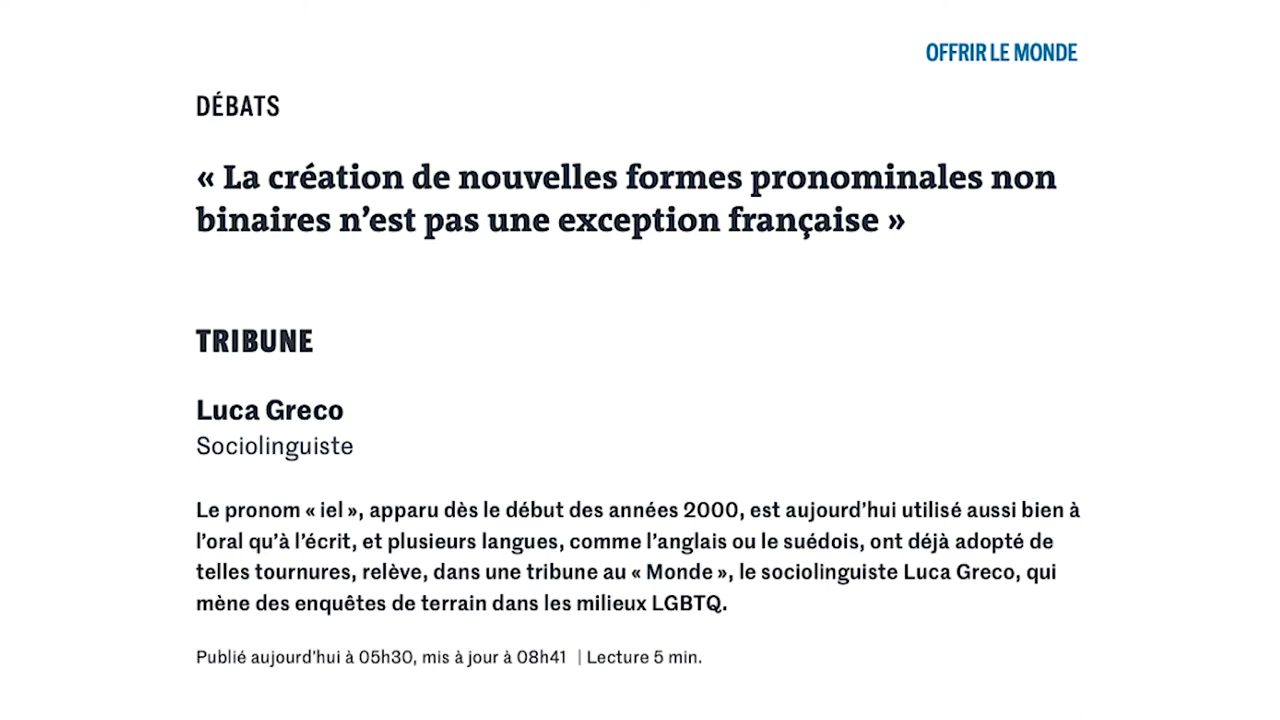 OFFRIR LE MONDE
DÉBATS
« La création de nouvelles formes pronominales non
binaires n’est pas une exception française »
TRIBUNE
Luca Greco
Sociolinguiste
Le pronom « iel », apparu dès le début des années 2000, est aujourd’hui utilisé aussi bien à
l’oral qu’à l’écrit, et plusieurs langues, comme l’anglais ou le suédois, ont déjà adopté de
telles tournures, relève, dans une tribune au « Monde », le sociolinguiste Luca Greco, qui
mène des enquêtes de terrain dans les milieux LGBTQ.
Publié aujourd’hui à 05h30, mis à jour à 08h41 | Lecture 5 min.